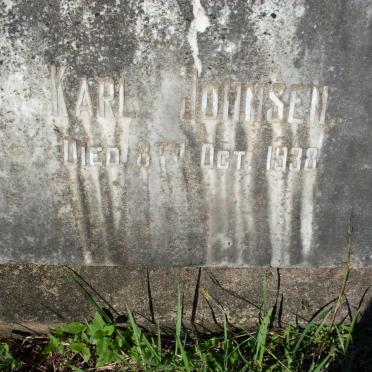 KARL JOHNSEN
DIED 8TH OCT. 1938